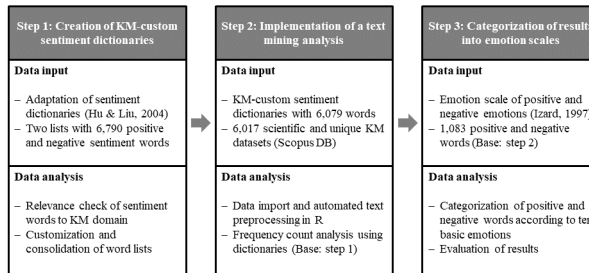 Step 1: Creation of KM-custom
sentiment dictionaries
Data input
– Adaptation of sentiment
dictionaries (Hu & Liu, 2004)
– Two lists with 6,790 positive
and negative sentiment words
Data analysis
– Relevance check of sentiment
words to KM domain
– Customization and
consolidation of word lists
Step 2: Implementation of a text
mining analysis
Data input
– KM-custom sentiment
dictionaries with 6,079 words
– 6,017 scientific and unique KM
datasets (Scopus DB)
Data analysis
– Data import and automated text
preprocessing in R
– Frequency count analysis using
dictionaries (Base: step 1)
Step 3: Categorization of results
into emotion scales
Data input
– Emotion scale of positive and
negative emotions (Izard, 1997)
– 1,083 positive and negative
words (Base: step 2)
Data analysis
– Categorization of positive and
negative words according to ten
basic emotions
– Evaluation of results